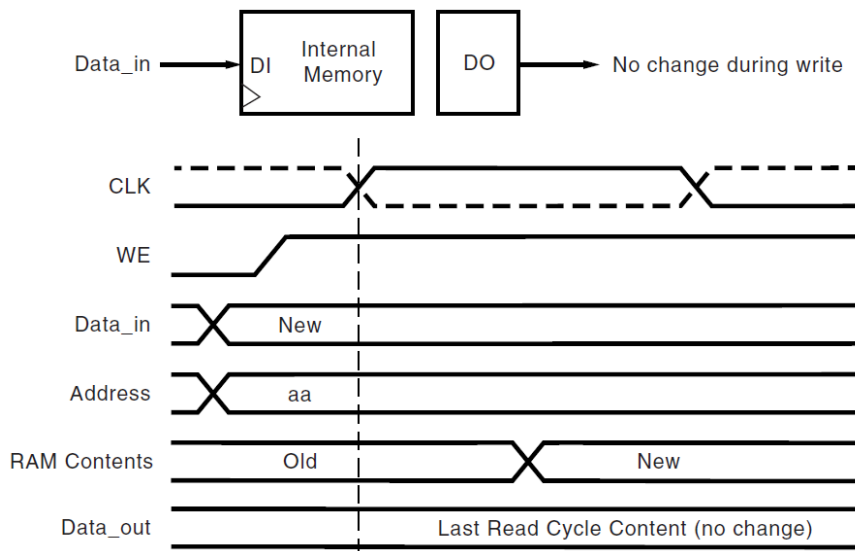 Data_in
DI
Internal
Memory
DO
No change during write
CLK
WE
Data_in
New
Address
aa
RAM Contents
Old
New
Data_out
Last Read Cycle Content (no change)